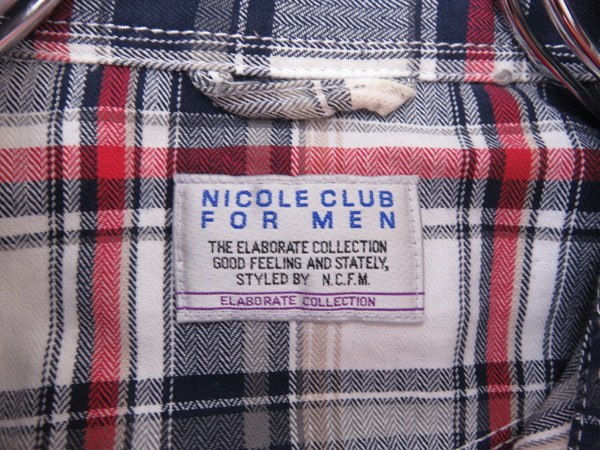 NICOLE CLUB
FOR MEN
THE ELABORATE COLLECTION
GOOD FEELING AND STATELY,
STYLED BY N.C.F.M.
ELABORATE COLLECTION